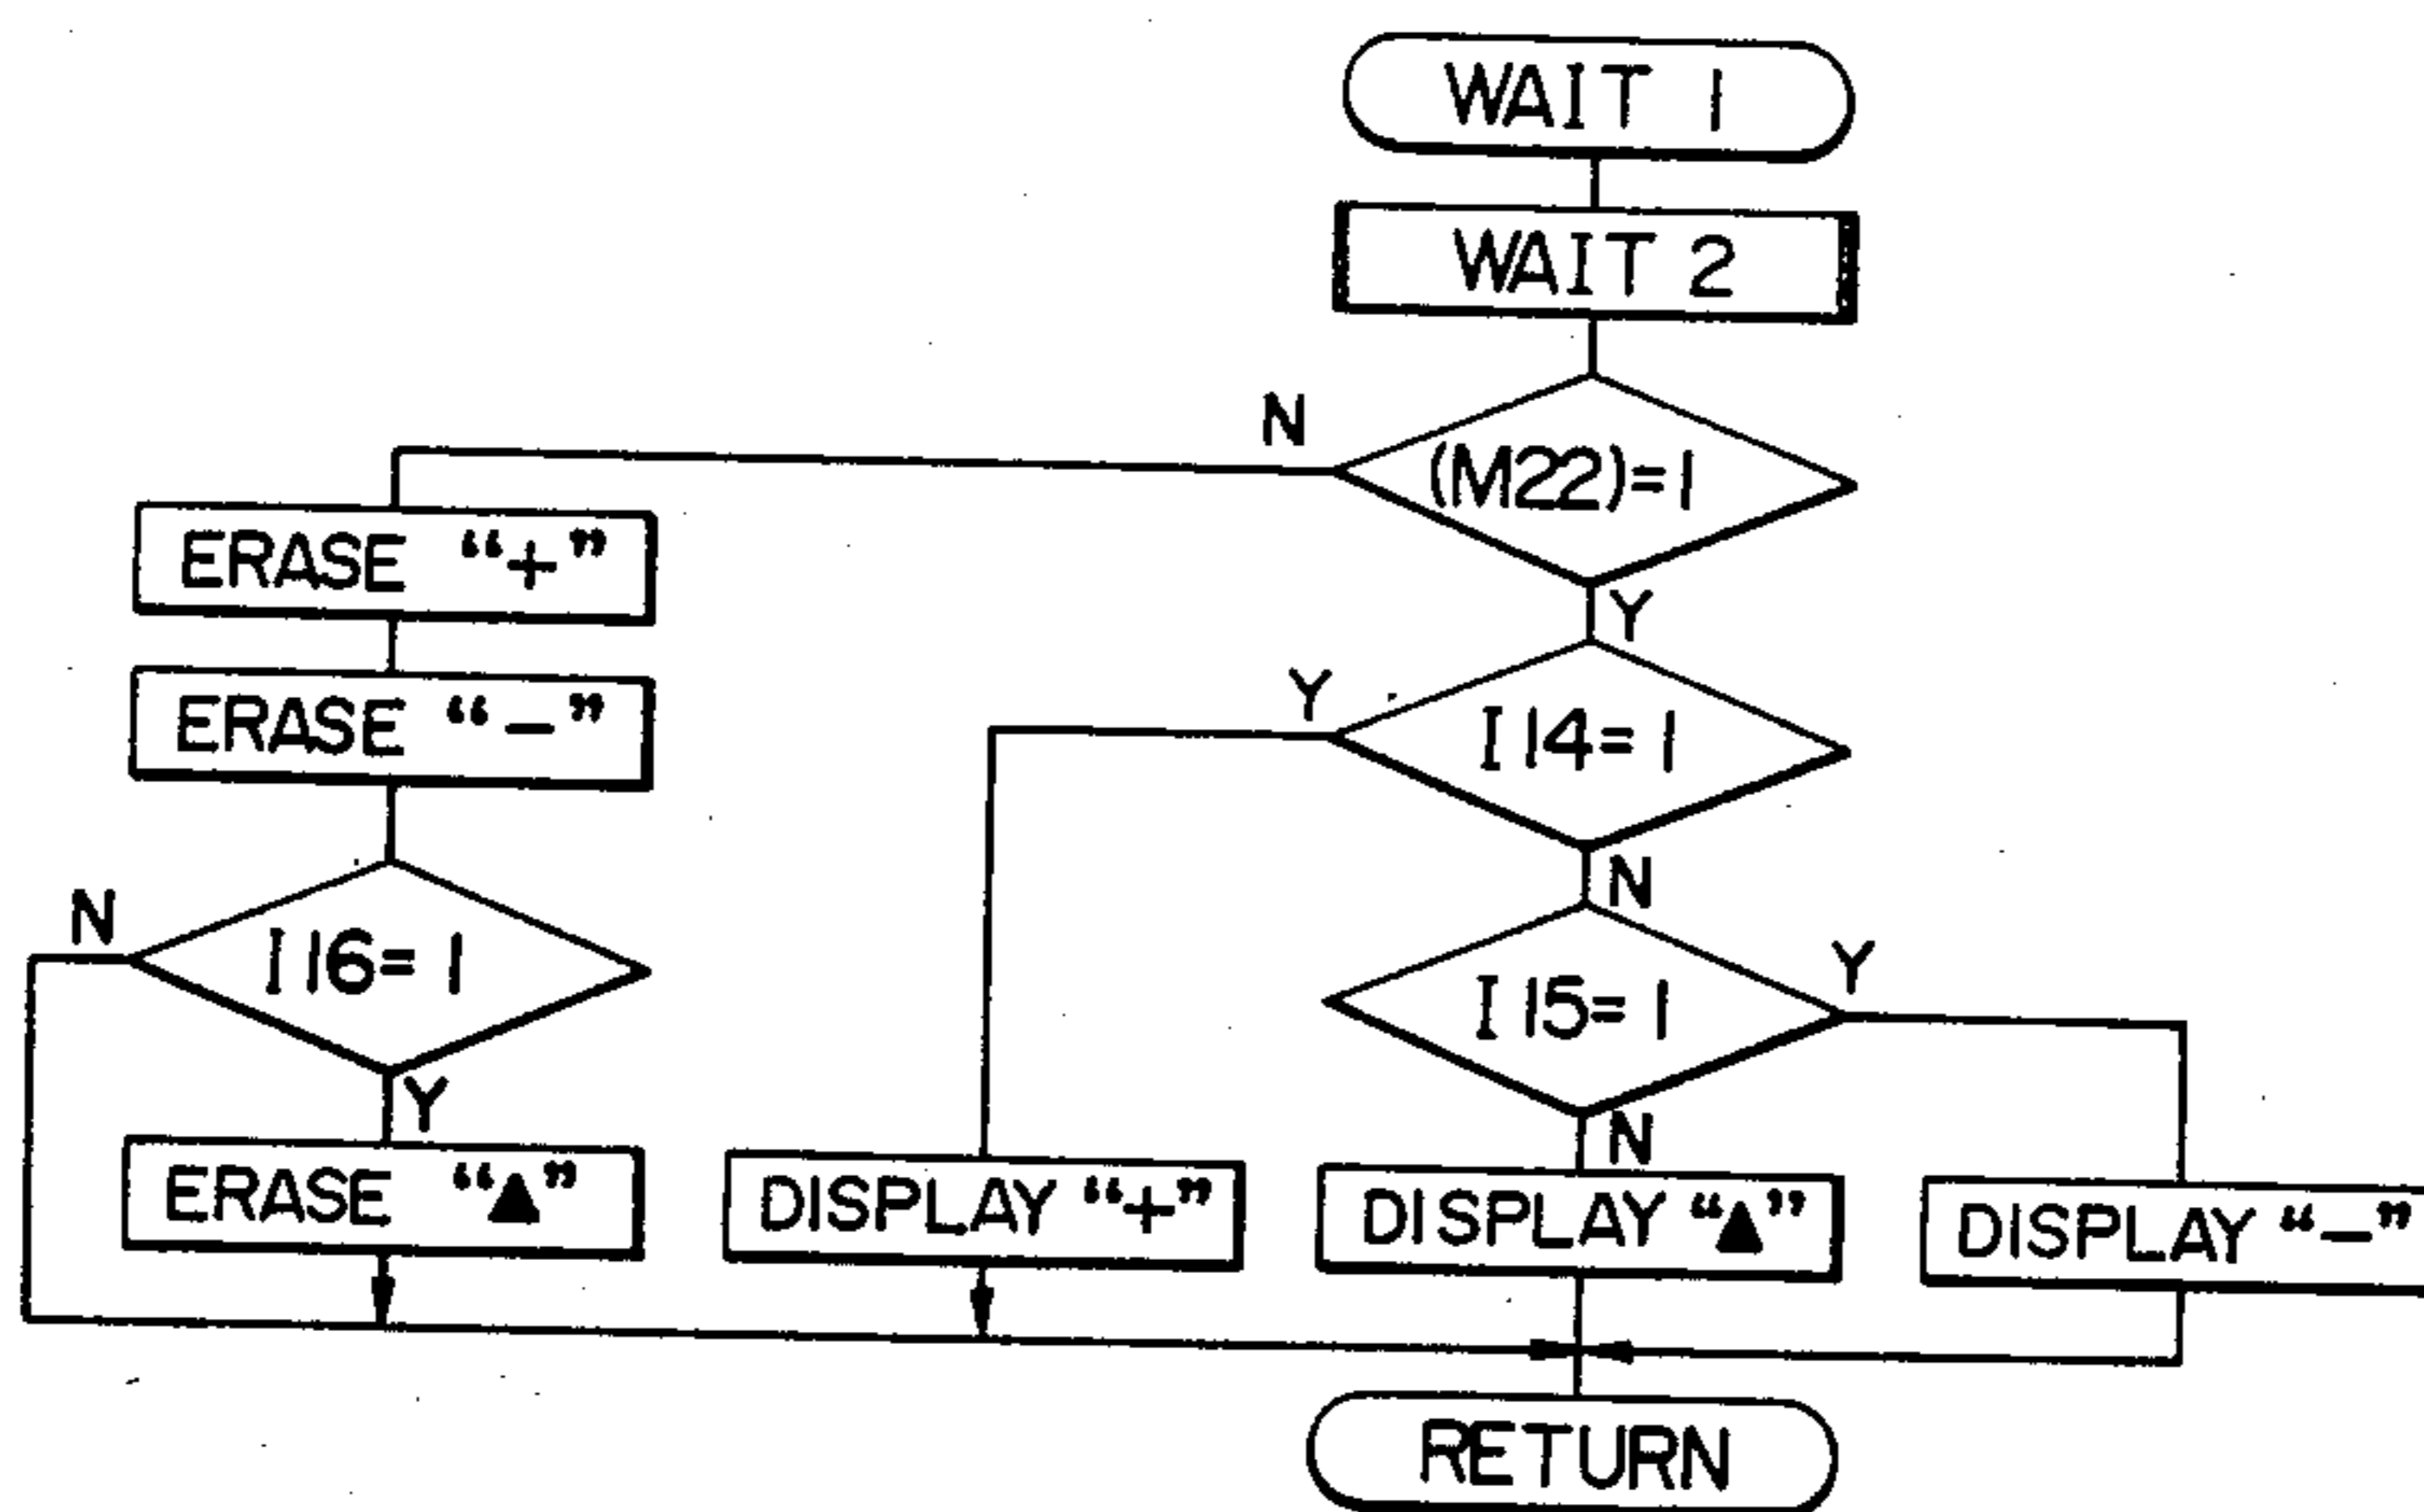 WAIT 1
WAIT 2
N
(M22)=1
Y
ERASE “+”
ERASE “–”
Y
I14=1
N
N
I16=1
Y
I15=1
Y
N
ERASE “▲”
DISPLAY “+”
DISPLAY “▲”
DISPLAY “–”
RETURN